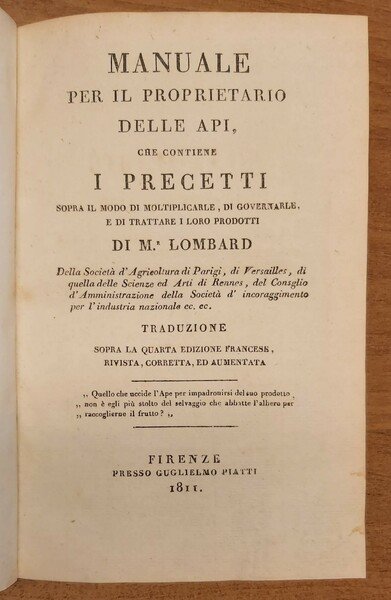 MANUALE
PER IL PROPRIETARIO
DELLE API,
CHE CONTIENE
I PRECETTI
SOPRA IL MODO DI MOLTIPLICARLE, DI GOVERNARLE,
E DI TRATTARE I LORO PRODOTTI
DI M.R LOMBARD
Della Società d'Agricoltura di Parigi, di Versailles, di
quella delle Scienze ed Arti di Rennes, del Consglio
d'Amministrazione della Società d' incoraggimento
per l'industria nazionale ec. ec.
TRADUZIONE
SOPRA LA QUARTA EDIZIONE FRANCESE,
RIVISTA, CORRETTA, ED AUMENTATA
„ Quello che uccide l'Ape per impadronirsi del suo prodotto
„ non è egli più stolto del selvaggio che abbatte l'albero per
„ raccoglierne il frutto? „
FIRENZE
PRESSO GUGLIELMO PIATTI
1811.